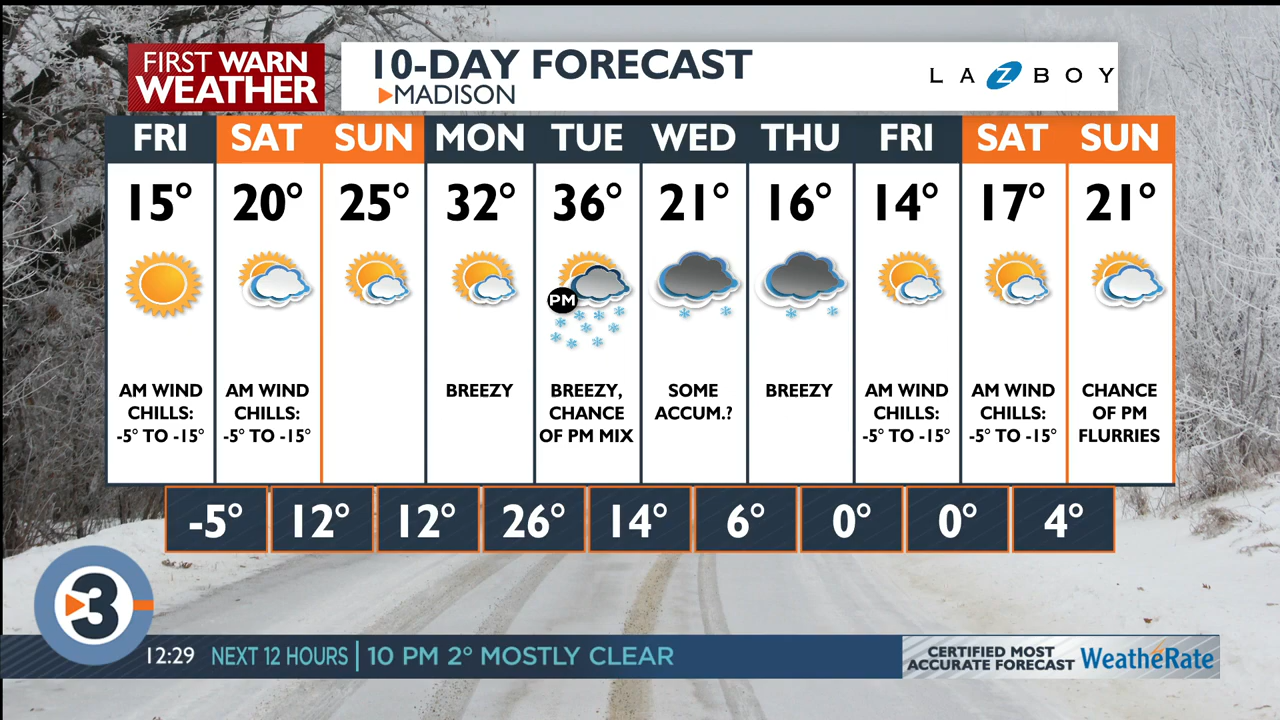 FIRST WARN
WEATHER
10-DAY FORECAST
MADISON
LAZBOY
FRI SAT SUN MON TUE WED THU FRI SAT SUN
15° 20° 25° 32° 36° 21° 16° 14° 17° 21°
PM
AM WIND
CHILLS:
-5° TO -15°
AM WIND
CHILLS:
-5° TO -15°
BREEZY
BREEZY,
CHANCE
OF PM MIX
SOME
ACCUM.?
BREEZY
AM WIND
CHILLS:
-5° TO -15°
AM WIND
CHILLS:
-5° TO -15°
CHANCE
OF PM
FLURRIES
-5° 12° 12° 26° 14° 6° 0° 0° 4°
3
12:29 NEXT 12 HOURS | 10 PM 2° MOSTLY CLEAR
CERTIFIED MOST
ACCURATE FORECAST
WeatheRate